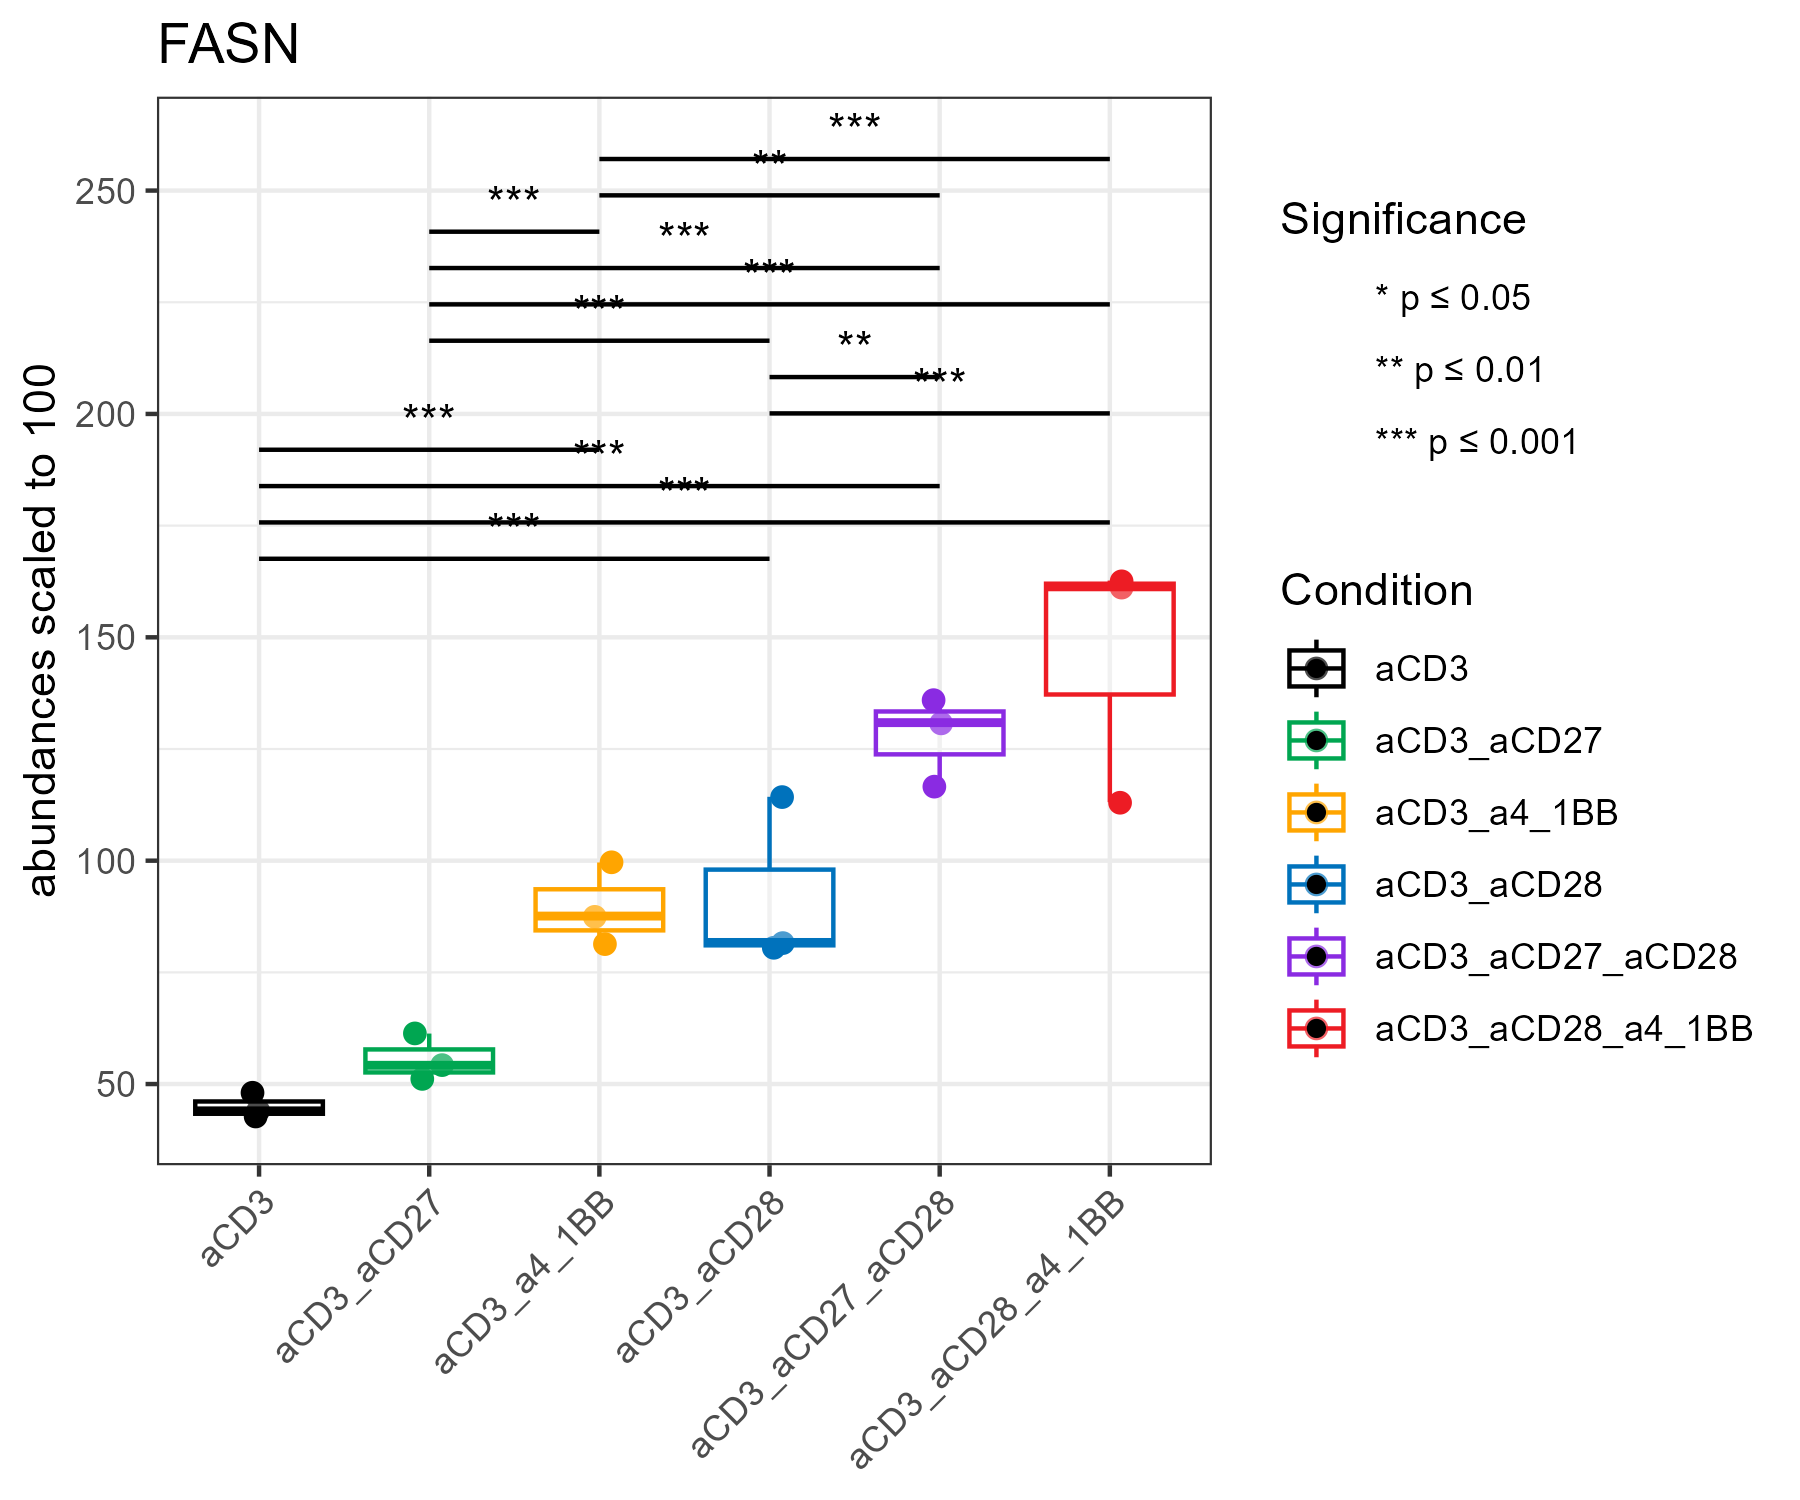 FASN
abundances scaled to 100
250
200
150
100
50
***
**
***
***
***
***
**
***
***
***
***
***
aCD3
aCD3_aCD27
aCD3_a4_1BB
aCD3_aCD28
aCD3_aCD27_aCD28
aCD3_aCD28_a4_1BB
Significance
* p ≤ 0.05
** p ≤ 0.01
*** p ≤ 0.001
Condition
aCD3
aCD3_aCD27
aCD3_a4_1BB
aCD3_aCD28
aCD3_aCD27_aCD28
aCD3_aCD28_a4_1BB